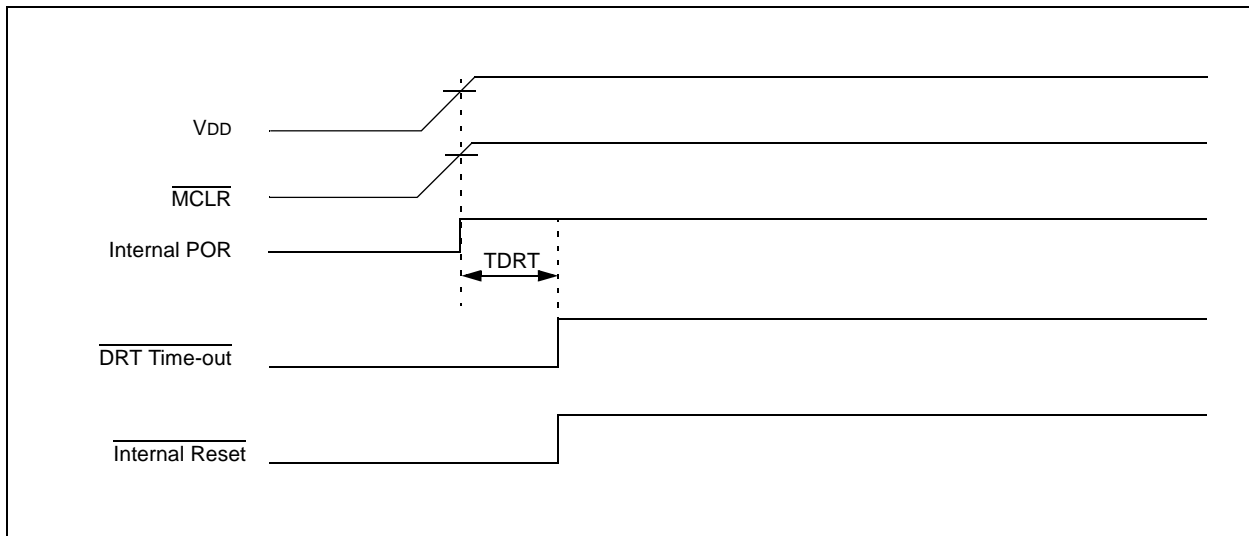 VDD
MCLR
Internal POR
TDRT
DRT Time-out
Internal Reset